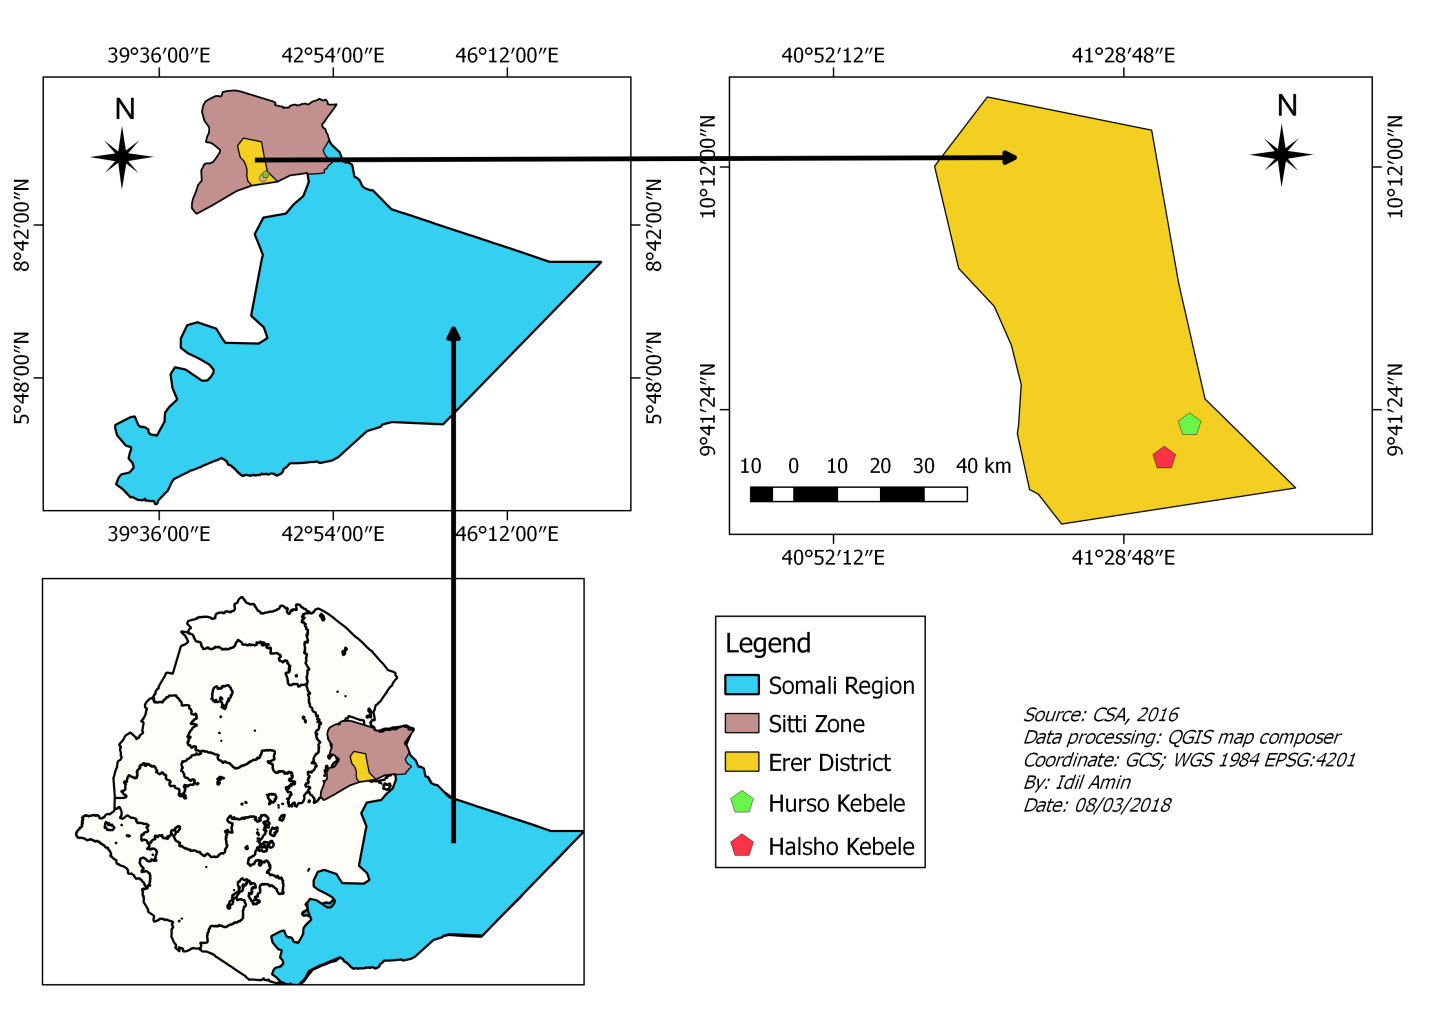 39°36′00″E 42°54′00″E 46°12′00″E
N
8°42′00″N
5°48′00″N
8°42′00″N
5°48′00″N
39°36′00″E 42°54′00″E 46°12′00″E
40°52′12″E 41°28′48″E
N
10°12′00″N
9°41′24″N
10°12′00″N
9°41′24″N
10 0 10 20 30 40 km
40°52′12″E 41°28′48″E
Legend
Somali Region
Sitti Zone
Erer District
Hurso Kebele
Halsho Kebele
Source: CSA, 2016
Data processing: QGIS map composer
Coordinate: GCS; WGS 1984 EPSG:4201
By: Idil Amin
Date: 08/03/2018